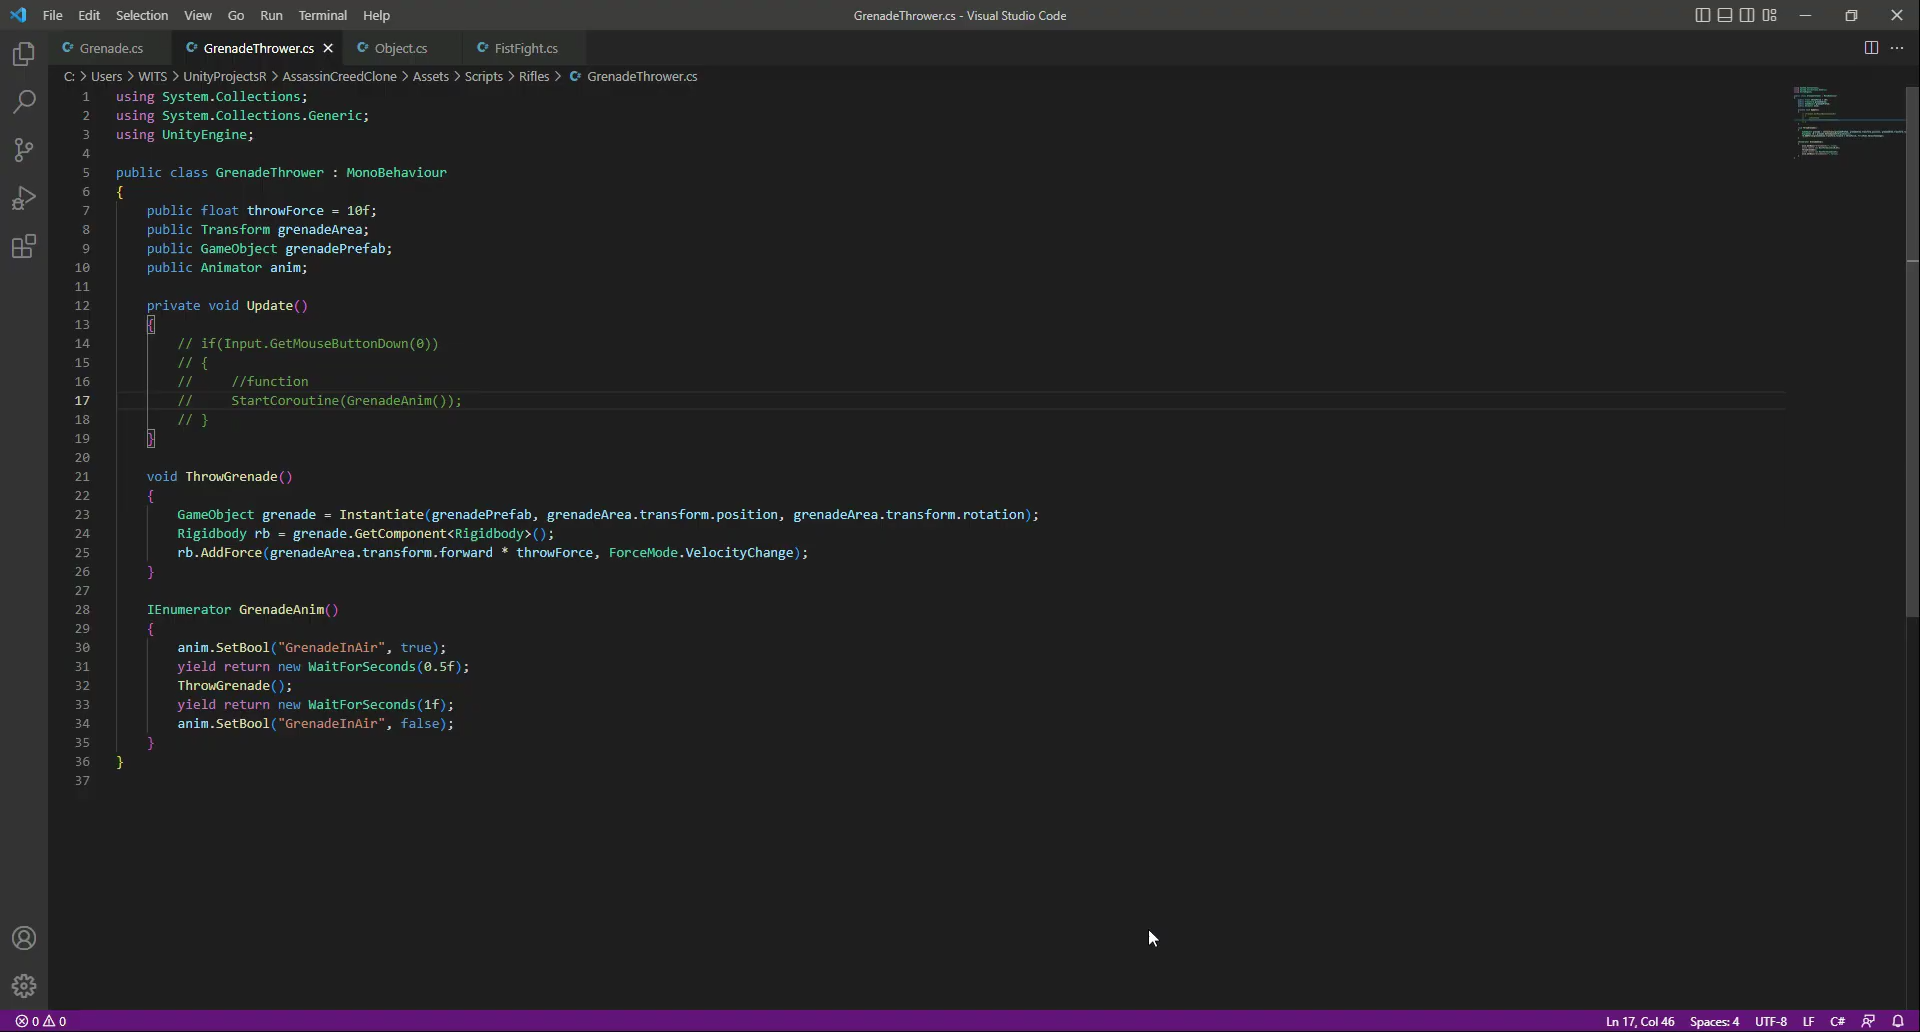 File Edit Selection View Go Run Terminal Help GrenadeThrower.cs - Visual Studio Code
Grenade.cs GrenadeThrower.cs Object.cs FistFight.cs
C: > Users > WITS > UnityProjectsR > AssassinCreedClone > Assets > Scripts > Rifles > GrenadeThrower.cs
1 using System.Collections;
2 using System.Collections.Generic;
3 using UnityEngine;
4
5 public class GrenadeThrower : MonoBehaviour
6 {
7     public float throwForce = 10f;
8     public Transform grenadeArea;
9     public GameObject grenadePrefab;
10     public Animator anim;
11
12     private void Update()
13     {
14         // if(Input.GetMouseButtonDown(0))
15         // {
16         //     //function
17         //     StartCoroutine(GrenadeAnim());
18         // }
19     }
20
21     void ThrowGrenade()
22     {
23         GameObject grenade = Instantiate(grenadePrefab, grenadeArea.transform.position, grenadeArea.transform.rotation);
24         Rigidbody rb = grenade.GetComponent<Rigidbody>();
25         rb.AddForce(grenadeArea.transform.forward * throwForce, ForceMode.VelocityChange);
26     }
27
28     IEnumerator GrenadeAnim()
29     {
30         anim.SetBool("GrenadeInAir", true);
31         yield return new WaitForSeconds(0.5f);
32         ThrowGrenade();
33         yield return new WaitForSeconds(1f);
34         anim.SetBool("GrenadeInAir", false);
35     }
36 }
37
0 0 Ln 17, Col 46 Spaces: 4 UTF-8 LF C#